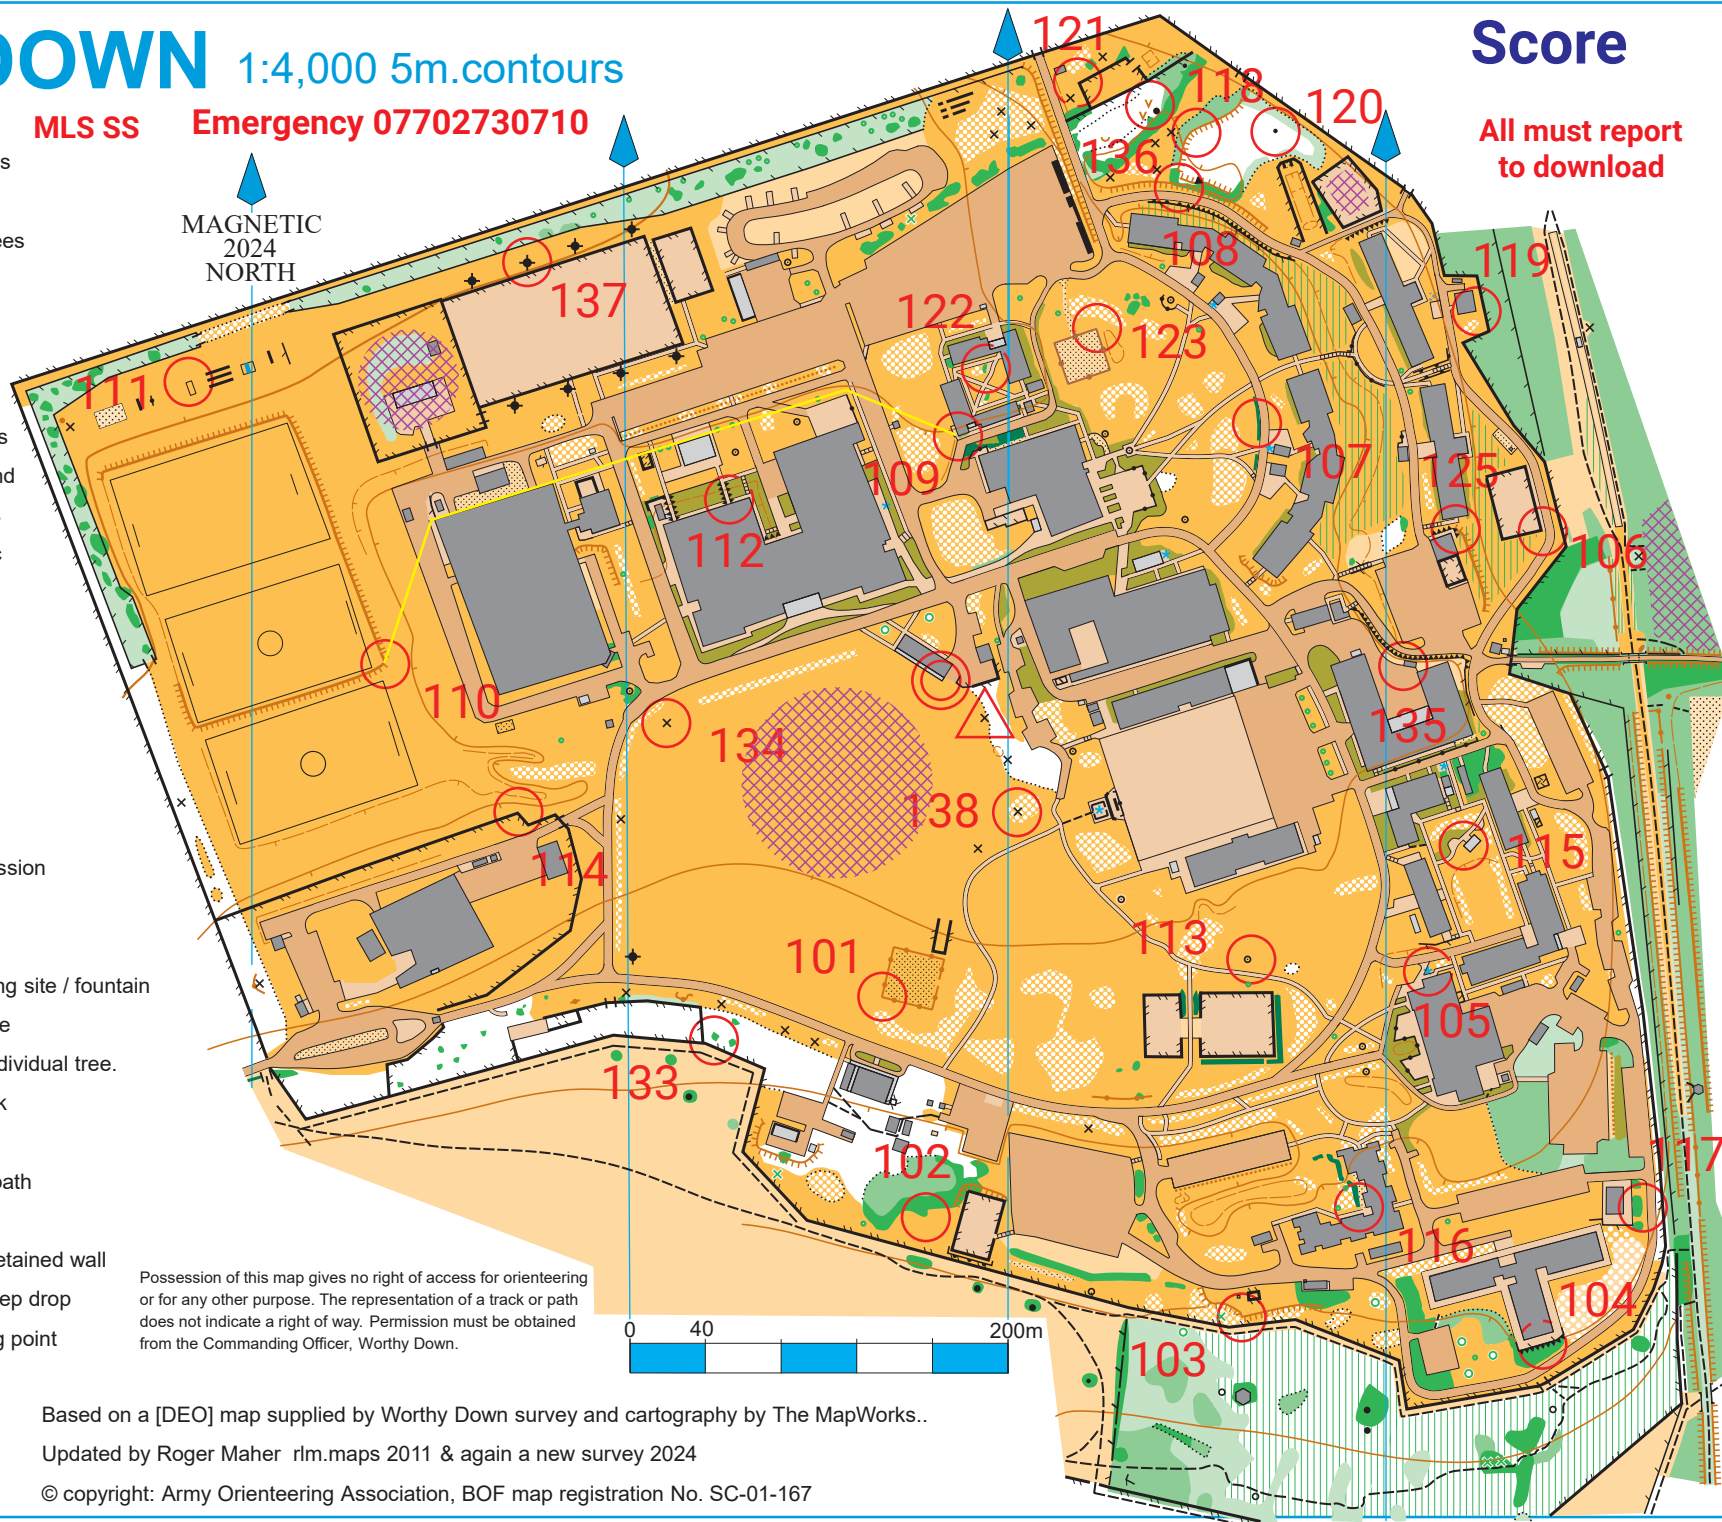 DOWN 1:4,000 5m.contours
Score
MLS SS Emergency 07702730710
All must report
to download
MAGNETIC
2024
NORTH
s
ees
s
nd
ssion
ng site / fountain
e
dividual tree.
k
path
etained wall
ep drop
g point
121
118
120
136
108
119
137
122
123
111
109
107
125
112
106
110
134
135
138
114
115
101
113
105
133
102
117
116
104
103
Possession of this map gives no right of access for orienteering
or for any other purpose. The representation of a track or path
does not indicate a right of way. Permission must be obtained
from the Commanding Officer, Worthy Down.
0 40 200m
Based on a [DEO] map supplied by Worthy Down survey and cartography by The MapWorks..
Updated by Roger Maher rlm.maps 2011 & again a new survey 2024
© copyright: Army Orienteering Association, BOF map registration No. SC-01-167